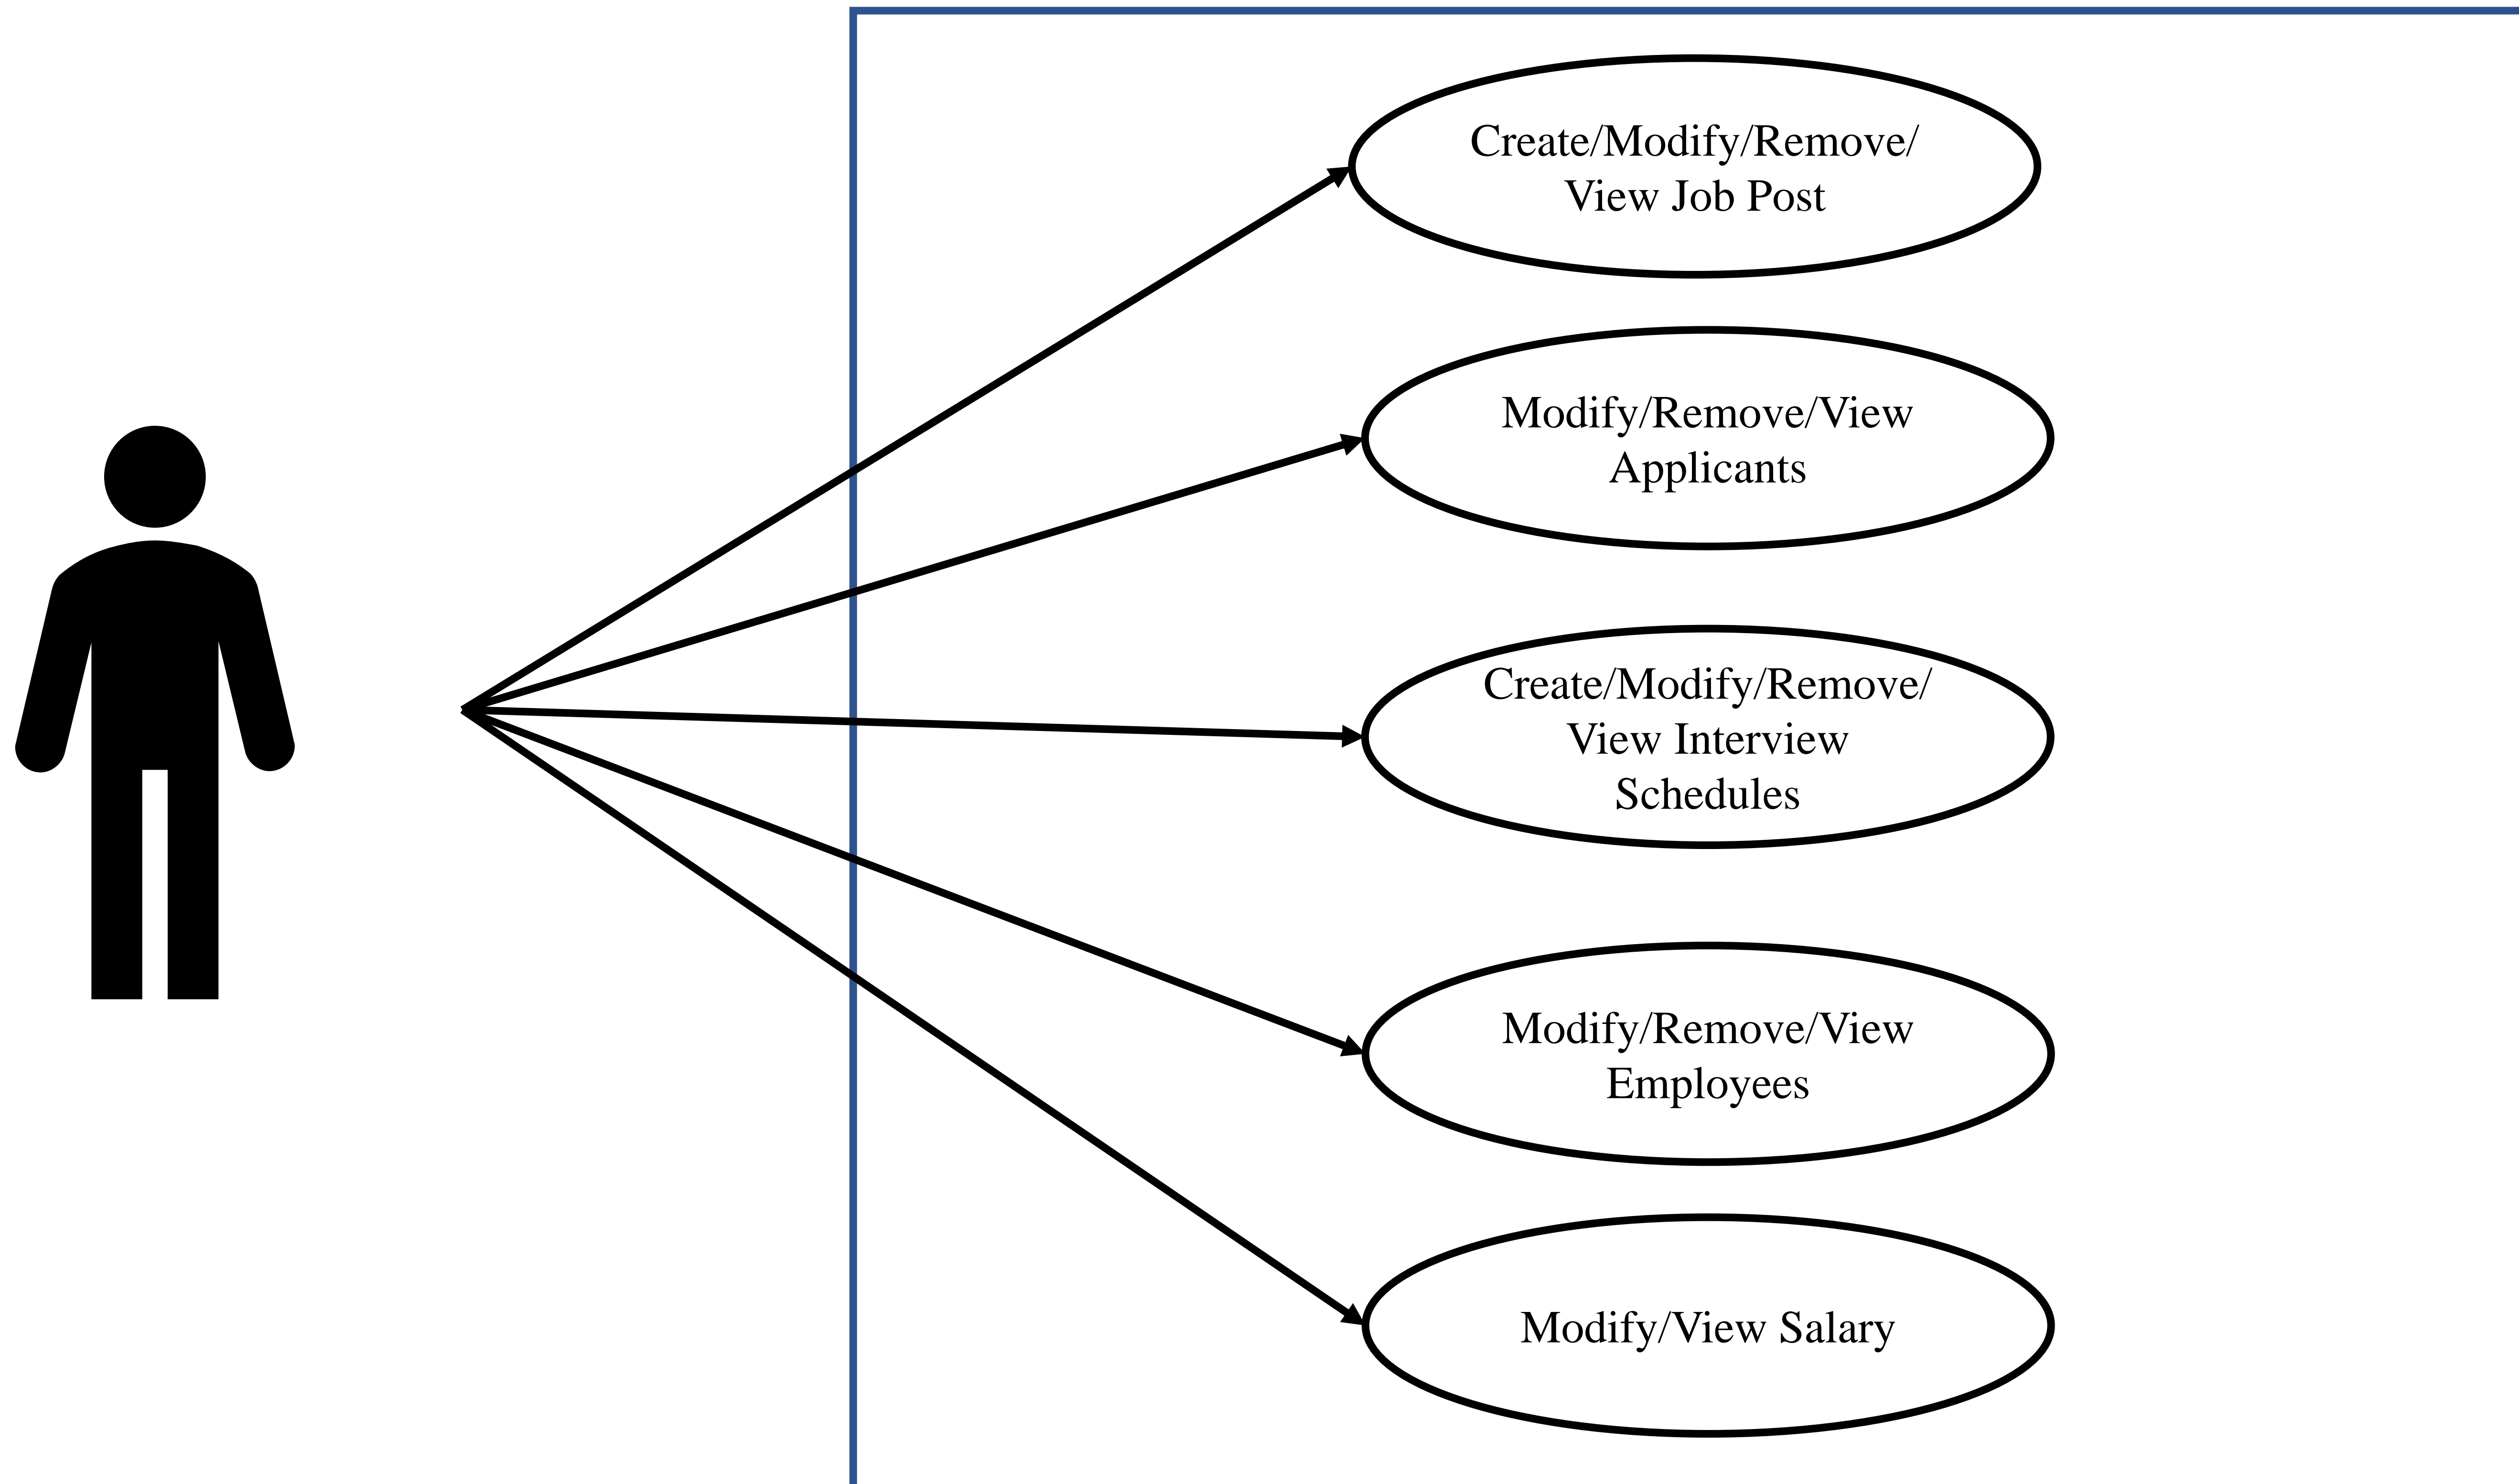 Create/Modify/Remove/
View Job Post
Modify/Remove/View
Applicants
Create/Modify/Remove/
View Interview
Schedules
Modify/Remove/View
Employees
Modify/View Salary